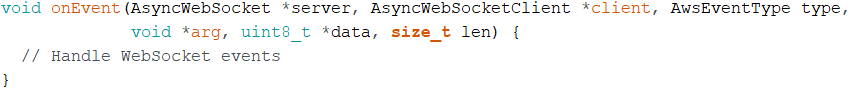 void onEvent(AsyncWebSocket *server, AsyncWebSocketClient *client, AwsEventType type,
             void *arg, uint8_t *data, size_t len) {
  // Handle WebSocket events
}